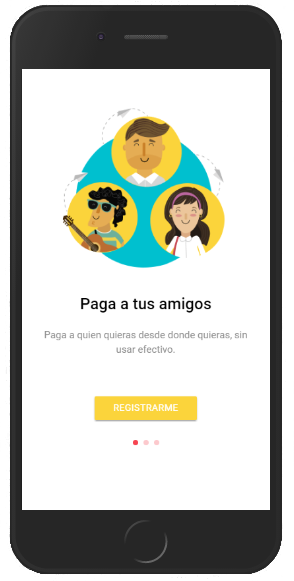 Paga a tus amigos
Paga a quien quieras desde donde quieras, sin
usar efectivo.
REGISTRARME